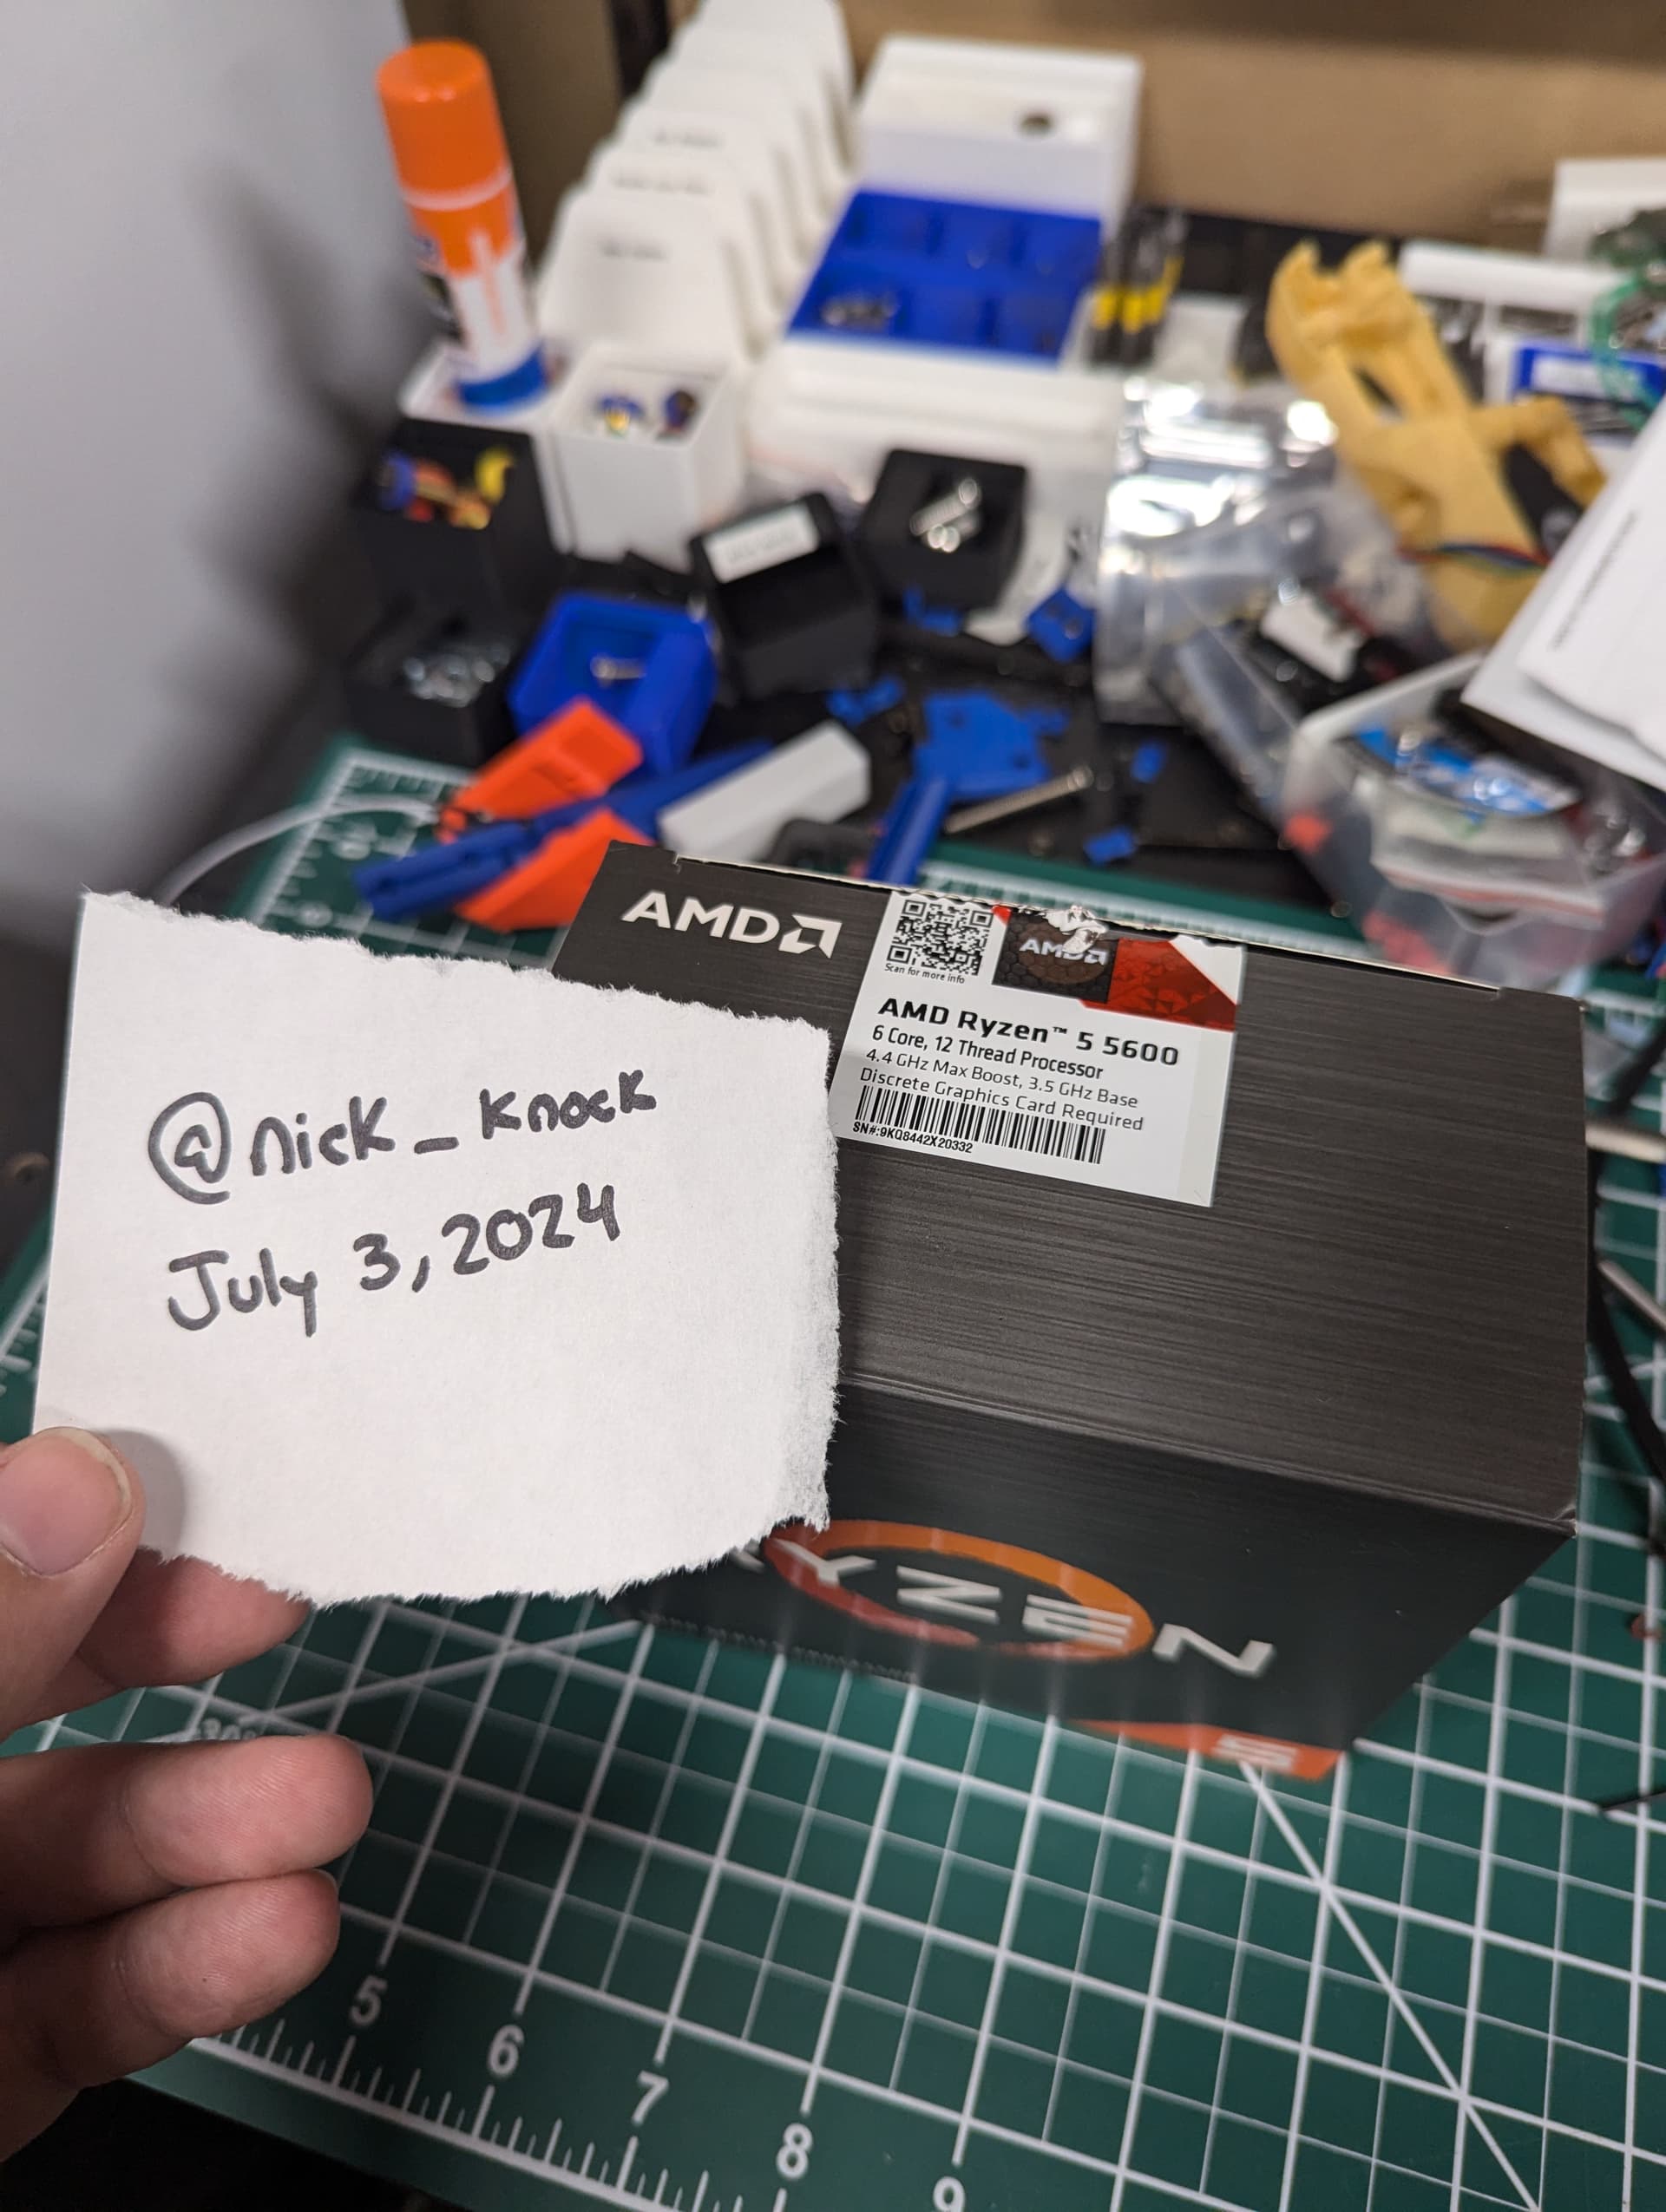 @nick_knock
July 3, 2024
AMD
Scan for more info
AMD
AMD Ryzen™ 5 5600
6 Core, 12 Thread Processor
4.4 GHz Max Boost, 3.5 GHz Base
Discrete Graphics Card Required
SN#:9KQ8442X20332
RYZEN
5
5 6 7 8 9